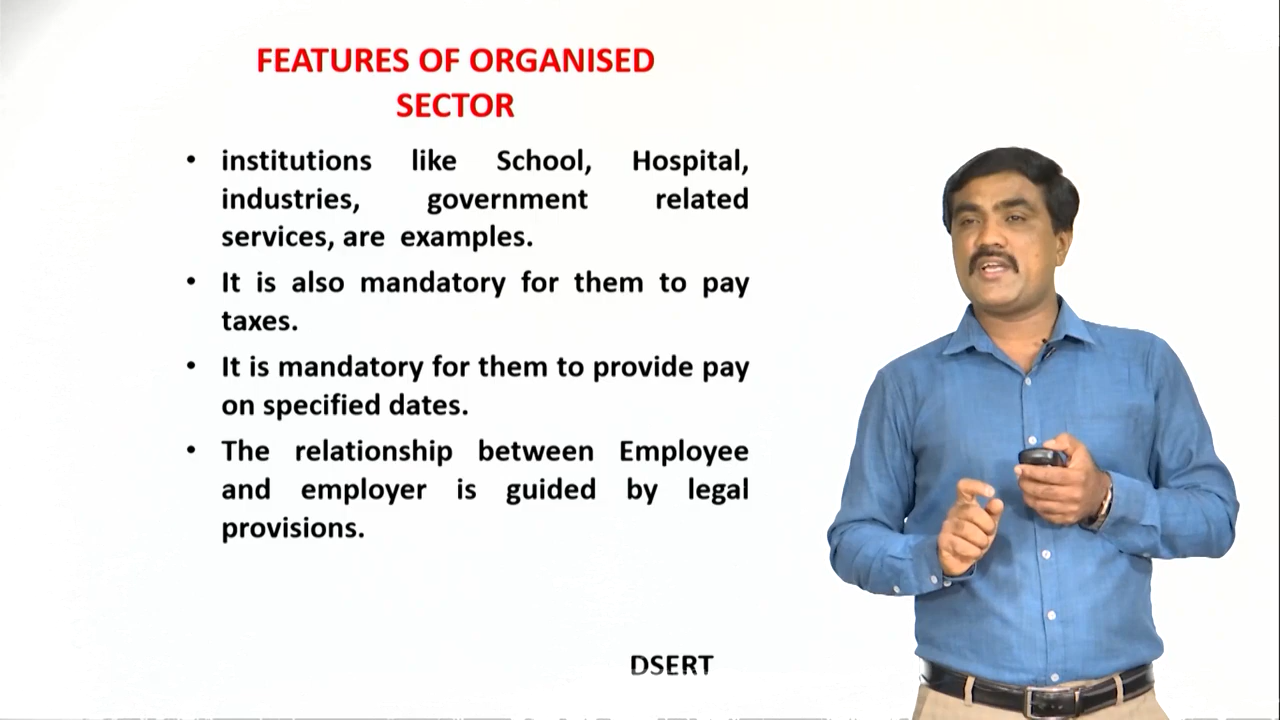 FEATURES OF ORGANISED
SECTOR
• institutions like School, Hospital,
industries, government related
services, are examples.
• It is also mandatory for them to pay
taxes.
• It is mandatory for them to provide pay
on specified dates.
• The relationship between Employee
and employer is guided by legal
provisions.
DSERT